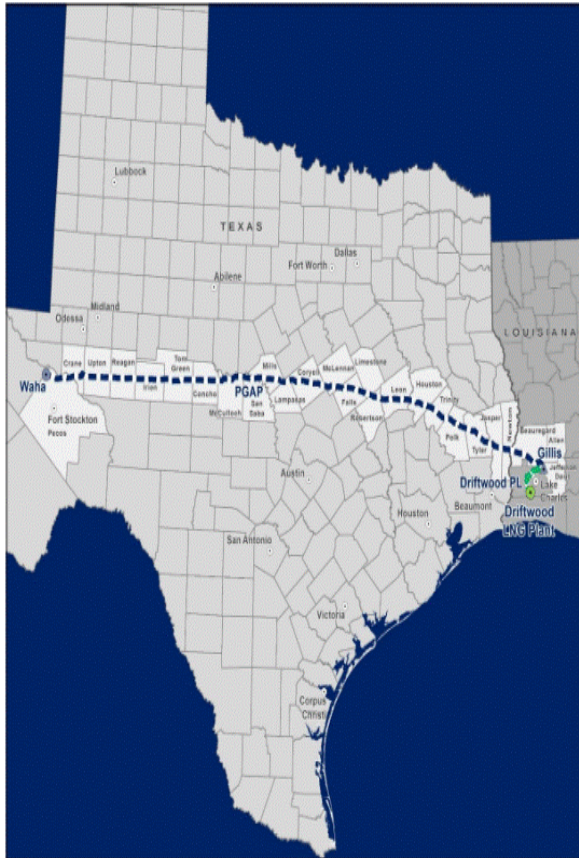 Lubbock
TEXAS
Dallas
Fort Worth
Abilene
LOUISIANA
Midland
Odessa
Crane
Upton
Reagan
Tom
Green
Mills
Coryell
McLennan
Limestone
Waha
Irion
Concho
PGAP
McCulloch
San
Saba
Lampasas
Falls
Robertson
Leon
Houston
Trinity
Polk
Tyler
Jasper
Newton
Beauregard
Allen
Gillis
Jefferson
Davis
Fort Stockton
Pecos
Driftwood PL
Lake
Charles
Driftwood
LNG Plant
Austin
Beaumont
Houston
San Antonio
Victoria
Corpus
Christi